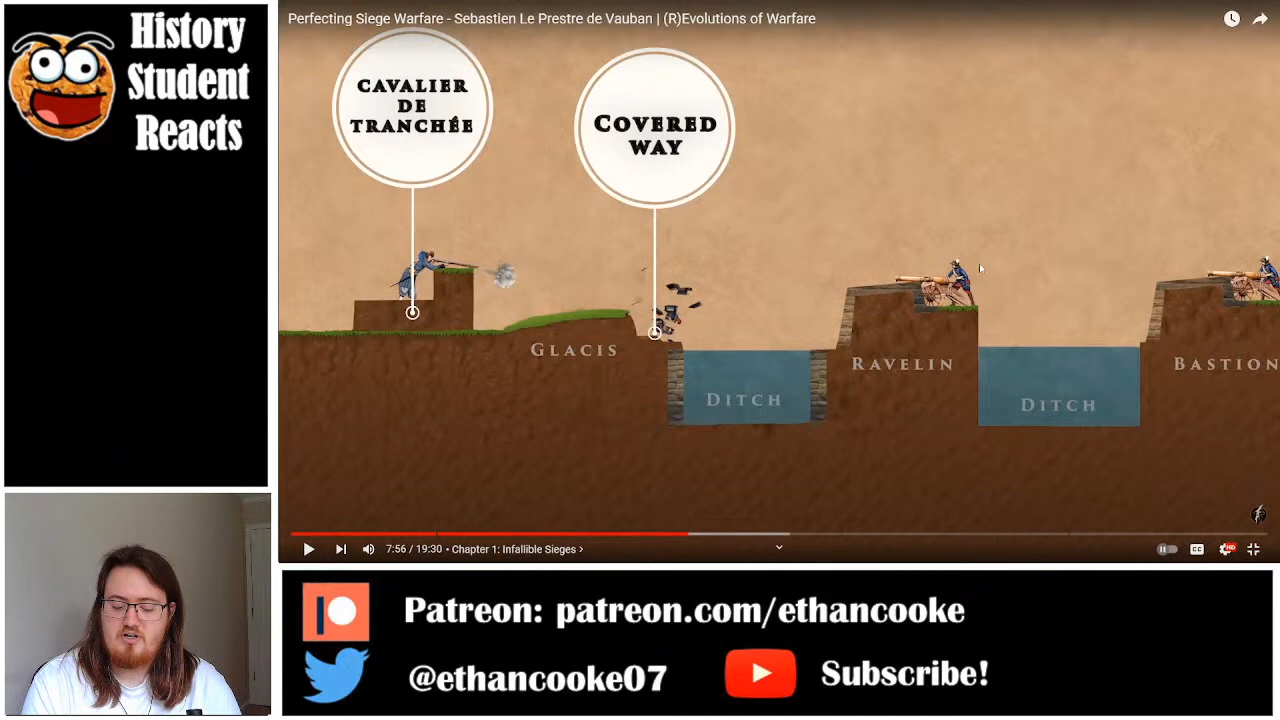 History
Student
Reacts
Perfecting Siege Warfare - Sebastien Le Prestre de Vauban | (R)Evolutions of Warfare
CAVALIER
DE
TRANCHÉE
COVERED
WAY
GLACIS
DITCH
RAVELIN
DITCH
BASTION
7:56 / 19:30 • Chapter 1: Infallible Sieges >
CC
HD
Patreon: patreon.com/ethancooke
@ethancooke07
Subscribe!